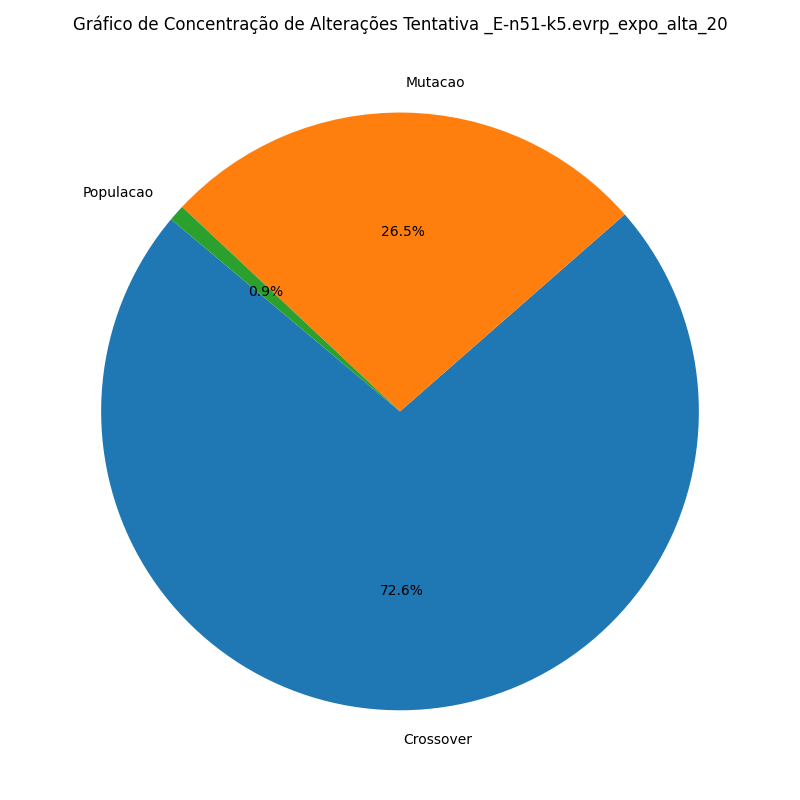 Gráfico de Concentração de Alterações Tentativa _E-n51-k5.evrp_expo_alta_20
Mutacao
Populacao
26.5%
0.9%
72.6%
Crossover